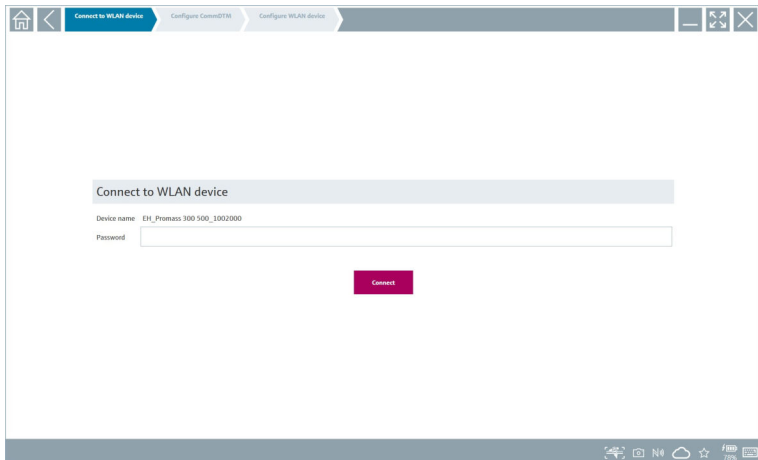 Connect to WLAN device
Configure CommDTM
Configure WLAN device
Connect to WLAN device
Device name EH_Promass 300 500_1002000
Password
Connect
78%